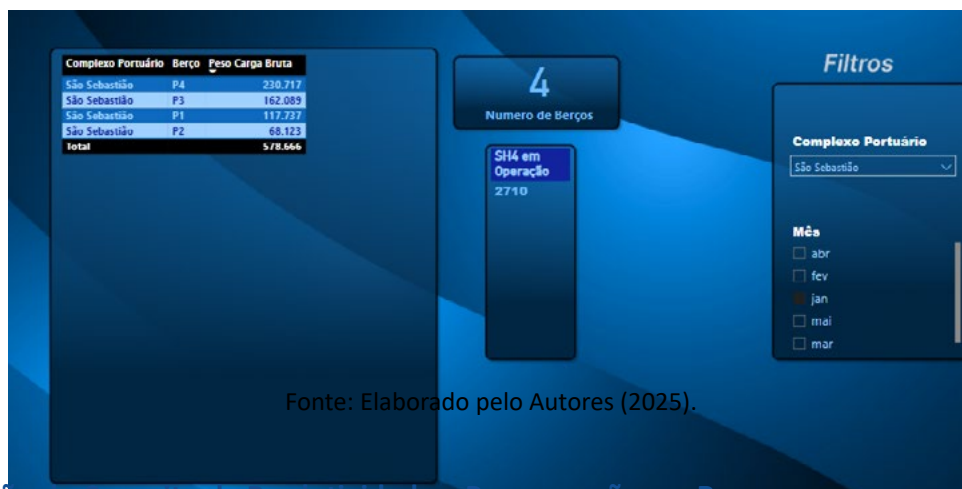 Complexo Portuário Berço Peso Carga Bruta
São Sebastião P4 230.717
São Sebastião P3 162.089
São Sebastião P1 117.737
São Sebastião P2 68.123
Total 578.666
4
Numero de Berços
SH4 em
Operação
2710
Filtros
Complexo Portuário
São Sebastião
Mês
abr
fev
jan
mai
mar
Fonte: Elaborado pelo Autores (2025).